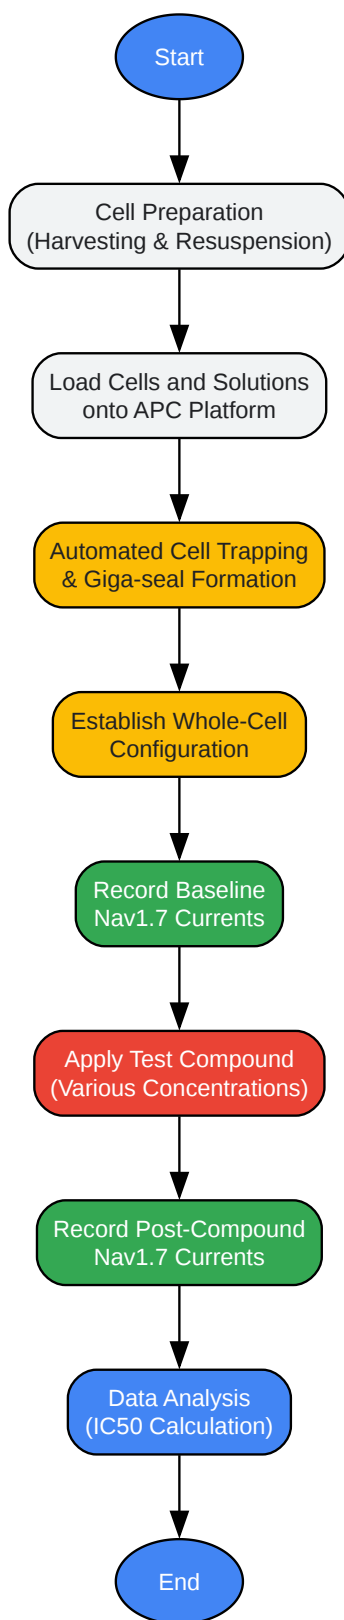 Start
Cell Preparation
(Harvesting & Resuspension)
Load Cells and Solutions
onto APC Platform
Automated Cell Trapping
& Giga-seal Formation
Establish Whole-Cell
Configuration
Record Baseline
Nav1.7 Currents
Apply Test Compound
(Various Concentrations)
Record Post-Compound
Nav1.7 Currents
Data Analysis
(IC50 Calculation)
End